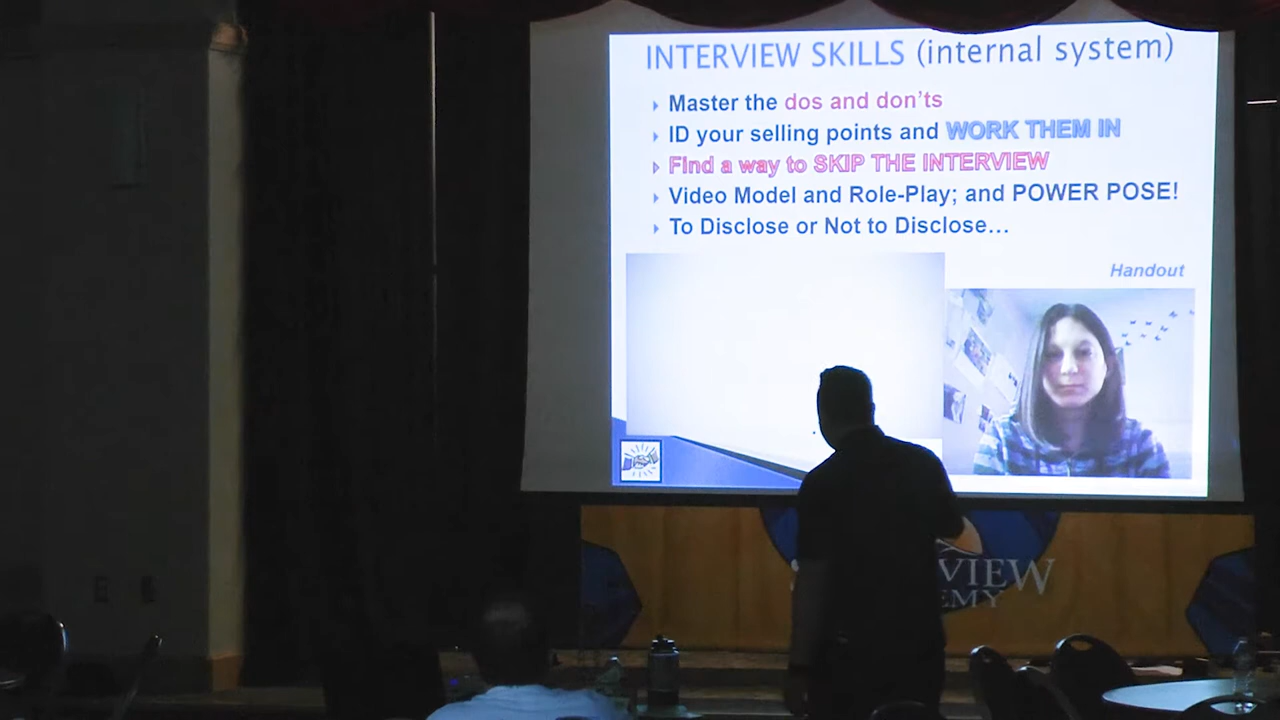 INTERVIEW SKILLS (internal system)
Master the dos and don'ts
ID your selling points and WORK THEM IN
Find a way to SKIP THE INTERVIEW
Video Model and Role-Play; and POWER POSE!
To Disclose or Not to Disclose...
Handout
VIEW
EMY